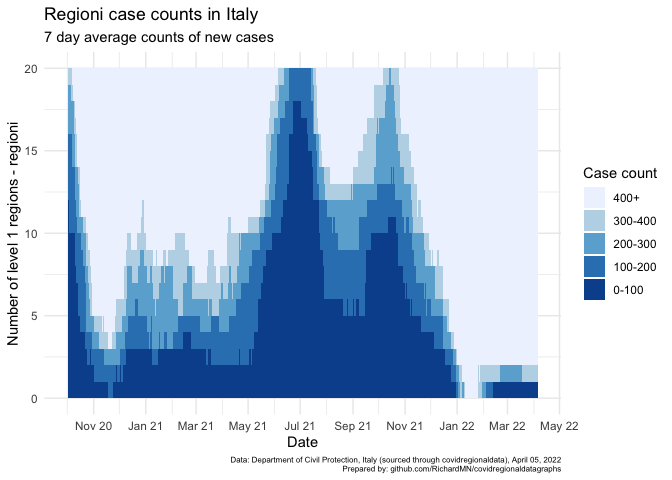 Regioni case counts in Italy
7 day average counts of new cases
Number of level 1 regions - regioni
20
15
10
5
0
Nov 20 Jan 21 Mar 21 May 21 Jul 21 Sep 21 Nov 21 Jan 22 Mar 22 May 22
Date
Case count
400+
300-400
200-300
100-200
0-100
Data: Department of Civil Protection, Italy (sourced through covidregionaldata), April 05, 2022
Prepared by: github.com/RichardMN/covidregionaldatagraphs